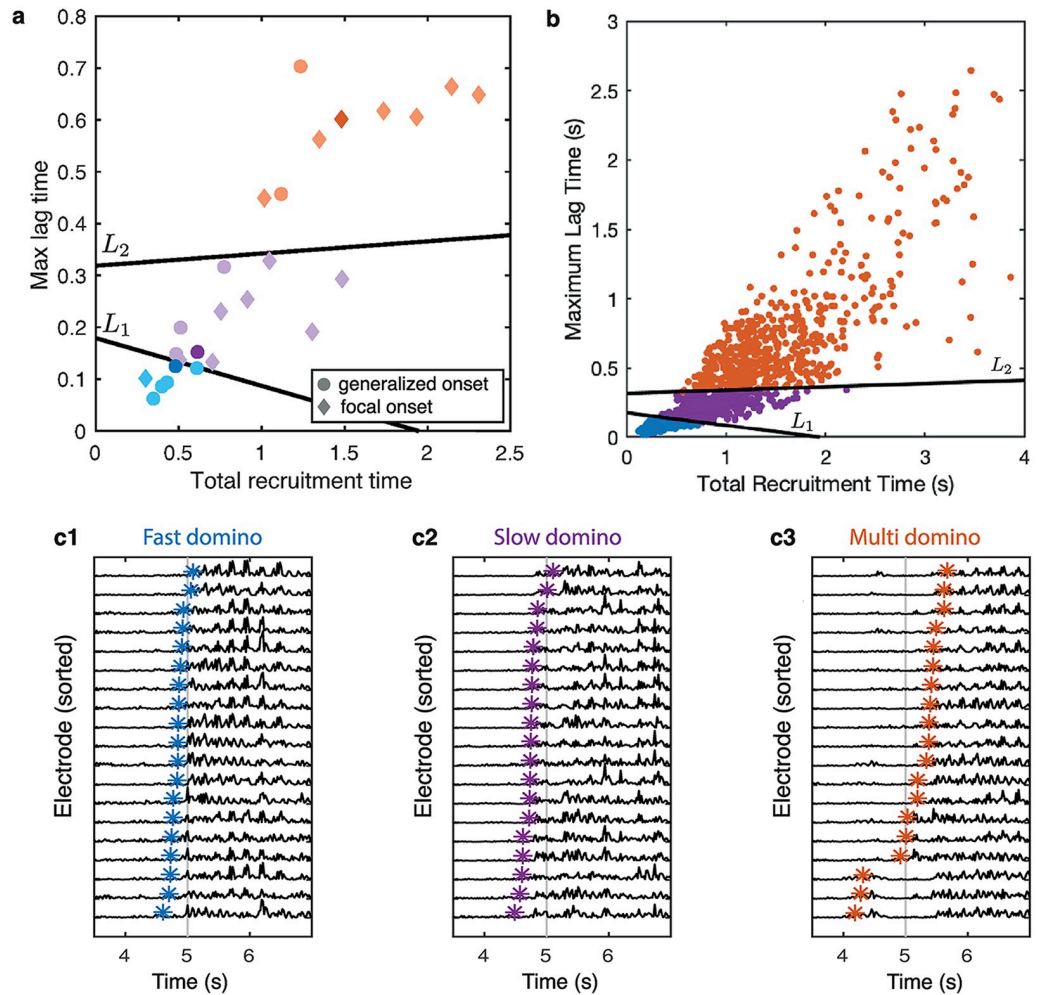 a
0.8
0.7
0.6
0.5
0.4
0.3
0.2
0.1
0
Max lag time
L2
L1
generalized onset
focal onset
0 0.5 1 1.5 2 2.5
Total recruitment time
b
3
2.5
2
1.5
1
0.5
0
Maximum Lag Time (s)
L2
L1
0 1 2 3 4
Total Recruitment Time (s)
c1 Fast domino
Electrode (sorted)
4 5 6
Time (s)
c2 Slow domino
Electrode (sorted)
4 5 6
Time (s)
c3 Multi domino
Electrode (sorted)
4 5 6
Time (s)